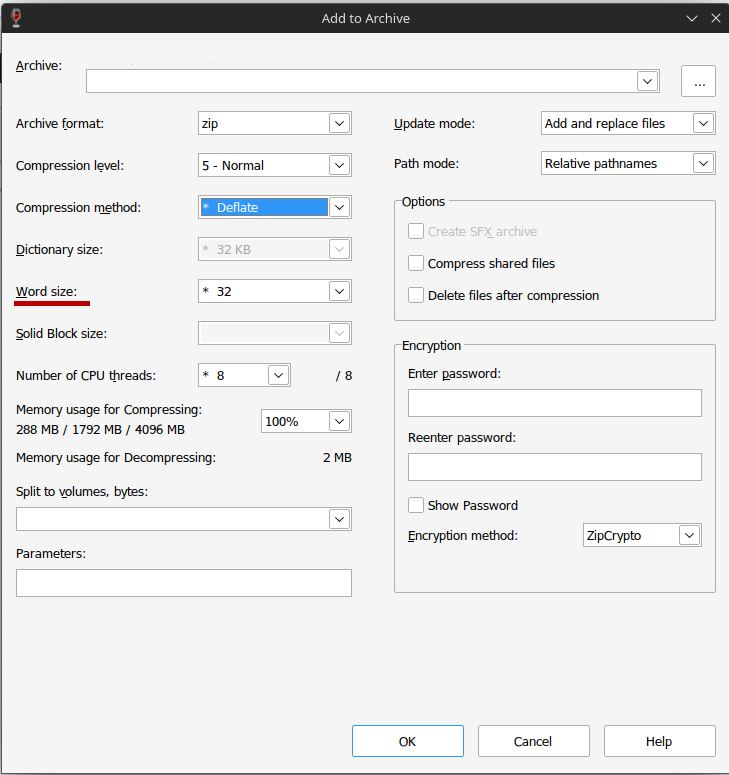 Add to Archive
Archive:
...
Archive format: zip
Update mode: Add and replace files
Compression level: 5 - Normal
Path mode: Relative pathnames
Compression method: * Deflate
Options
Create SFX archive
Dictionary size: * 32 KB
Compress shared files
Word size: * 32
Delete files after compression
Solid Block size:
Encryption
Number of CPU threads: * 8 / 8
Enter password:
Memory usage for Compressing:
288 MB / 1792 MB / 4096 MB
100%
Reenter password:
Memory usage for Decompressing: 2 MB
Split to volumes, bytes:
Show Password
Encryption method: ZipCrypto
Parameters:
OK
Cancel
Help